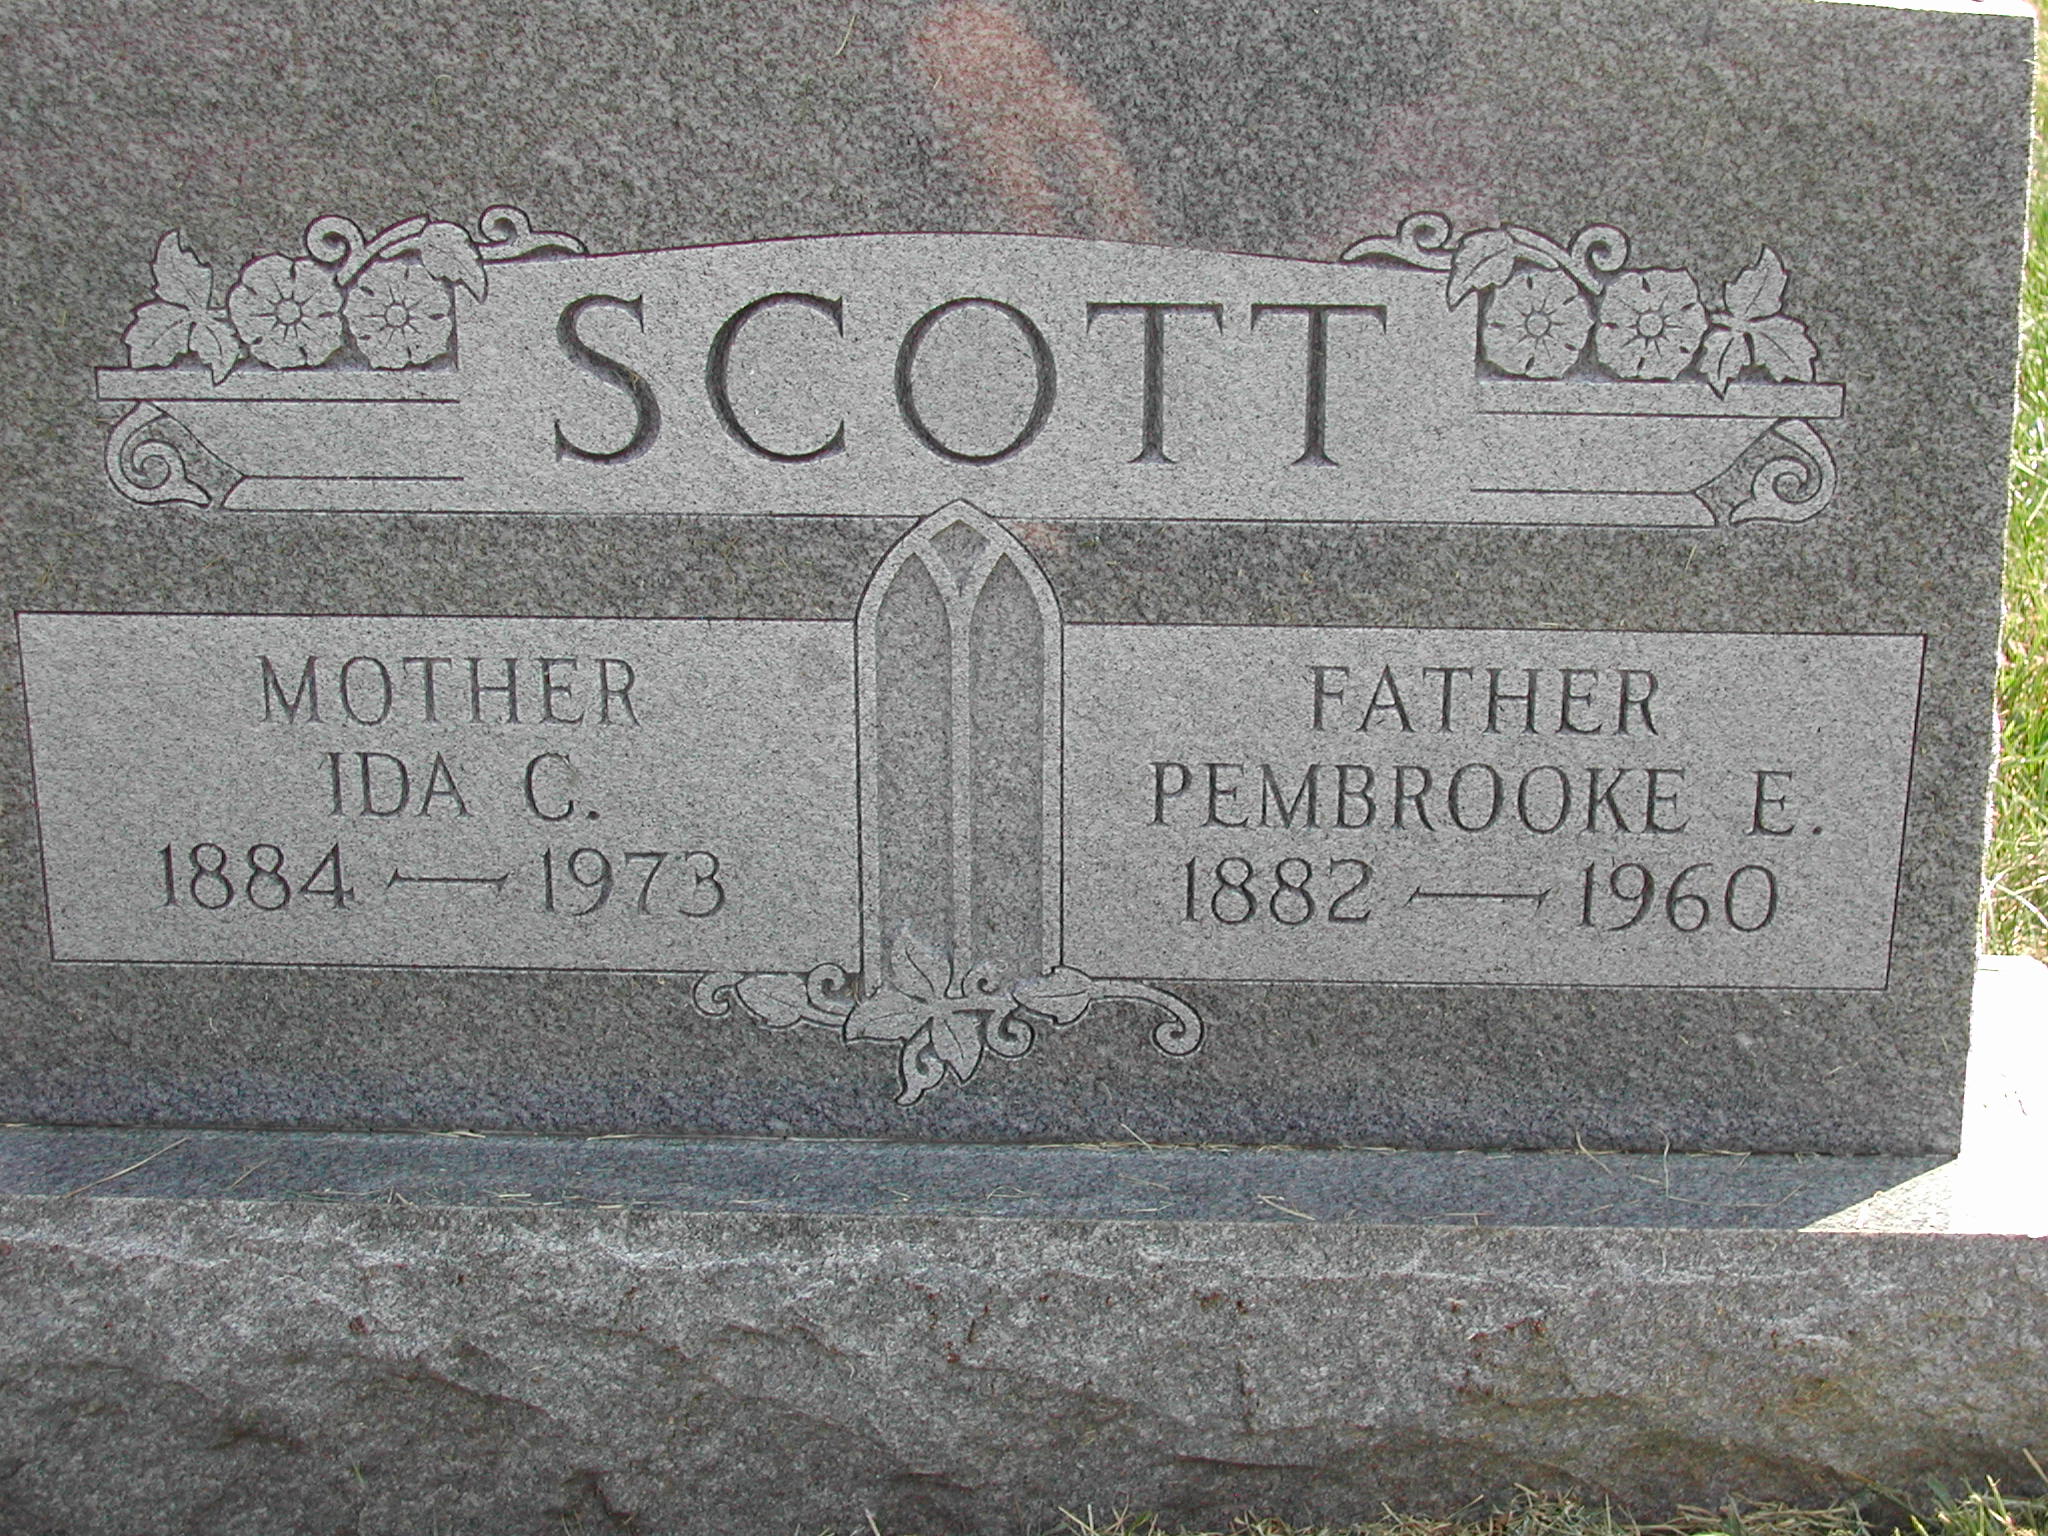 SCOTT
MOTHER
IDA C.
1884 — 1973
FATHER
PEMBROOKE E.
1882 — 1960